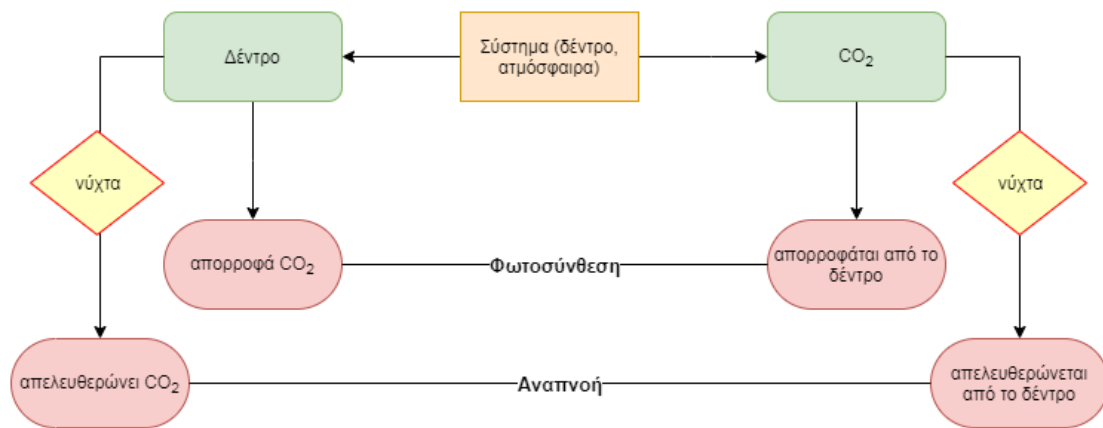 Δέντρο
Σύστημα (δέντρο,
ατμόσφαιρα)
CO₂
νύχτα
νύχτα
απορροφά CO₂
Φωτοσύνθεση
απορροφάται από το
δέντρο
απελευθερώνει CO₂
Αναπνοή
απελευθερώνεται
από το δέντρο